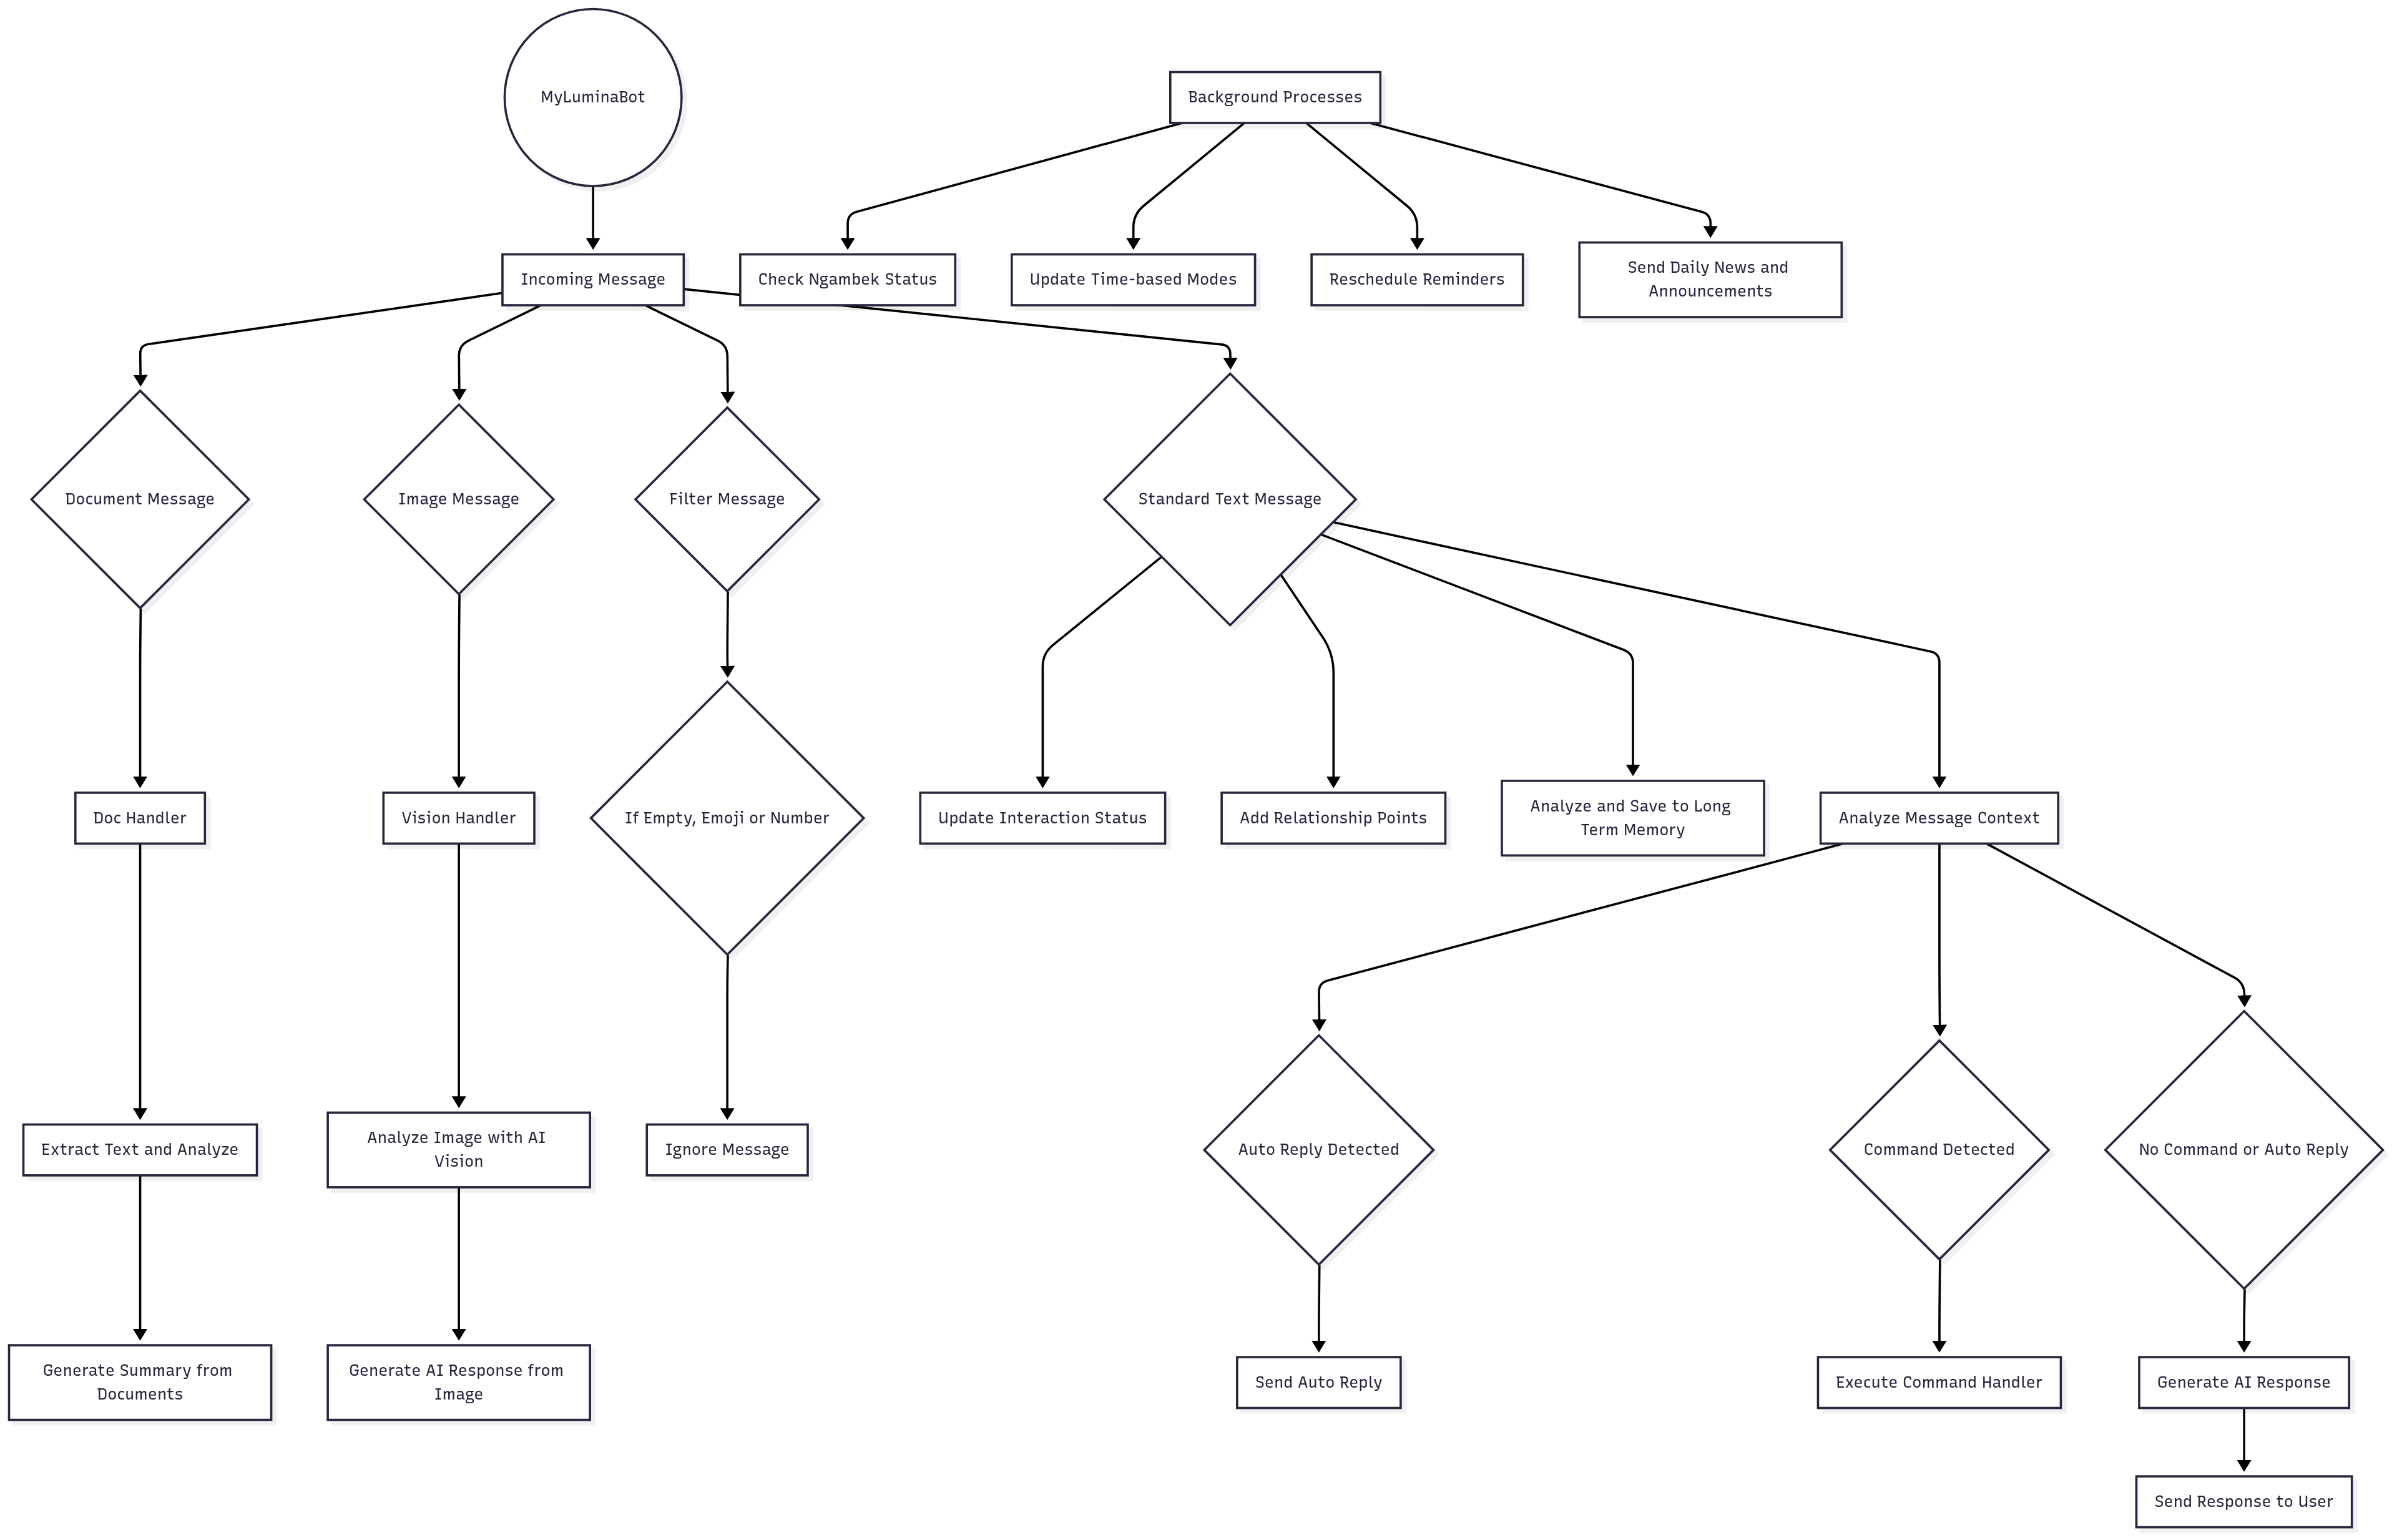 MyLuminaBot
Background Processes
Incoming Message
Check Ngambek Status
Update Time-based Modes
Reschedule Reminders
Send Daily News and
Announcements
Document Message
Image Message
Filter Message
Standard Text Message
Doc Handler
Vision Handler
If Empty, Emoji or Number
Update Interaction Status
Add Relationship Points
Analyze and Save to Long
Term Memory
Analyze Message Context
Extract Text and Analyze
Analyze Image with AI
Vision
Ignore Message
Auto Reply Detected
Command Detected
No Command or Auto Reply
Generate Summary from
Documents
Generate AI Response from
Image
Send Auto Reply
Execute Command Handler
Generate AI Response
Send Response to User